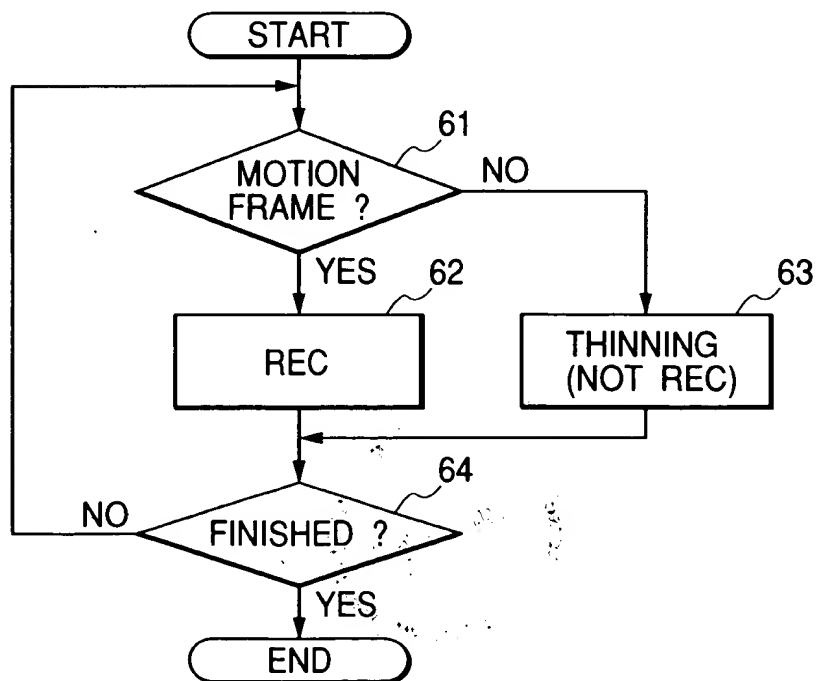 START
61
MOTION
FRAME ?
NO
YES
62
REC
63
THINNING
(NOT REC)
64
FINISHED ?
NO
YES
END